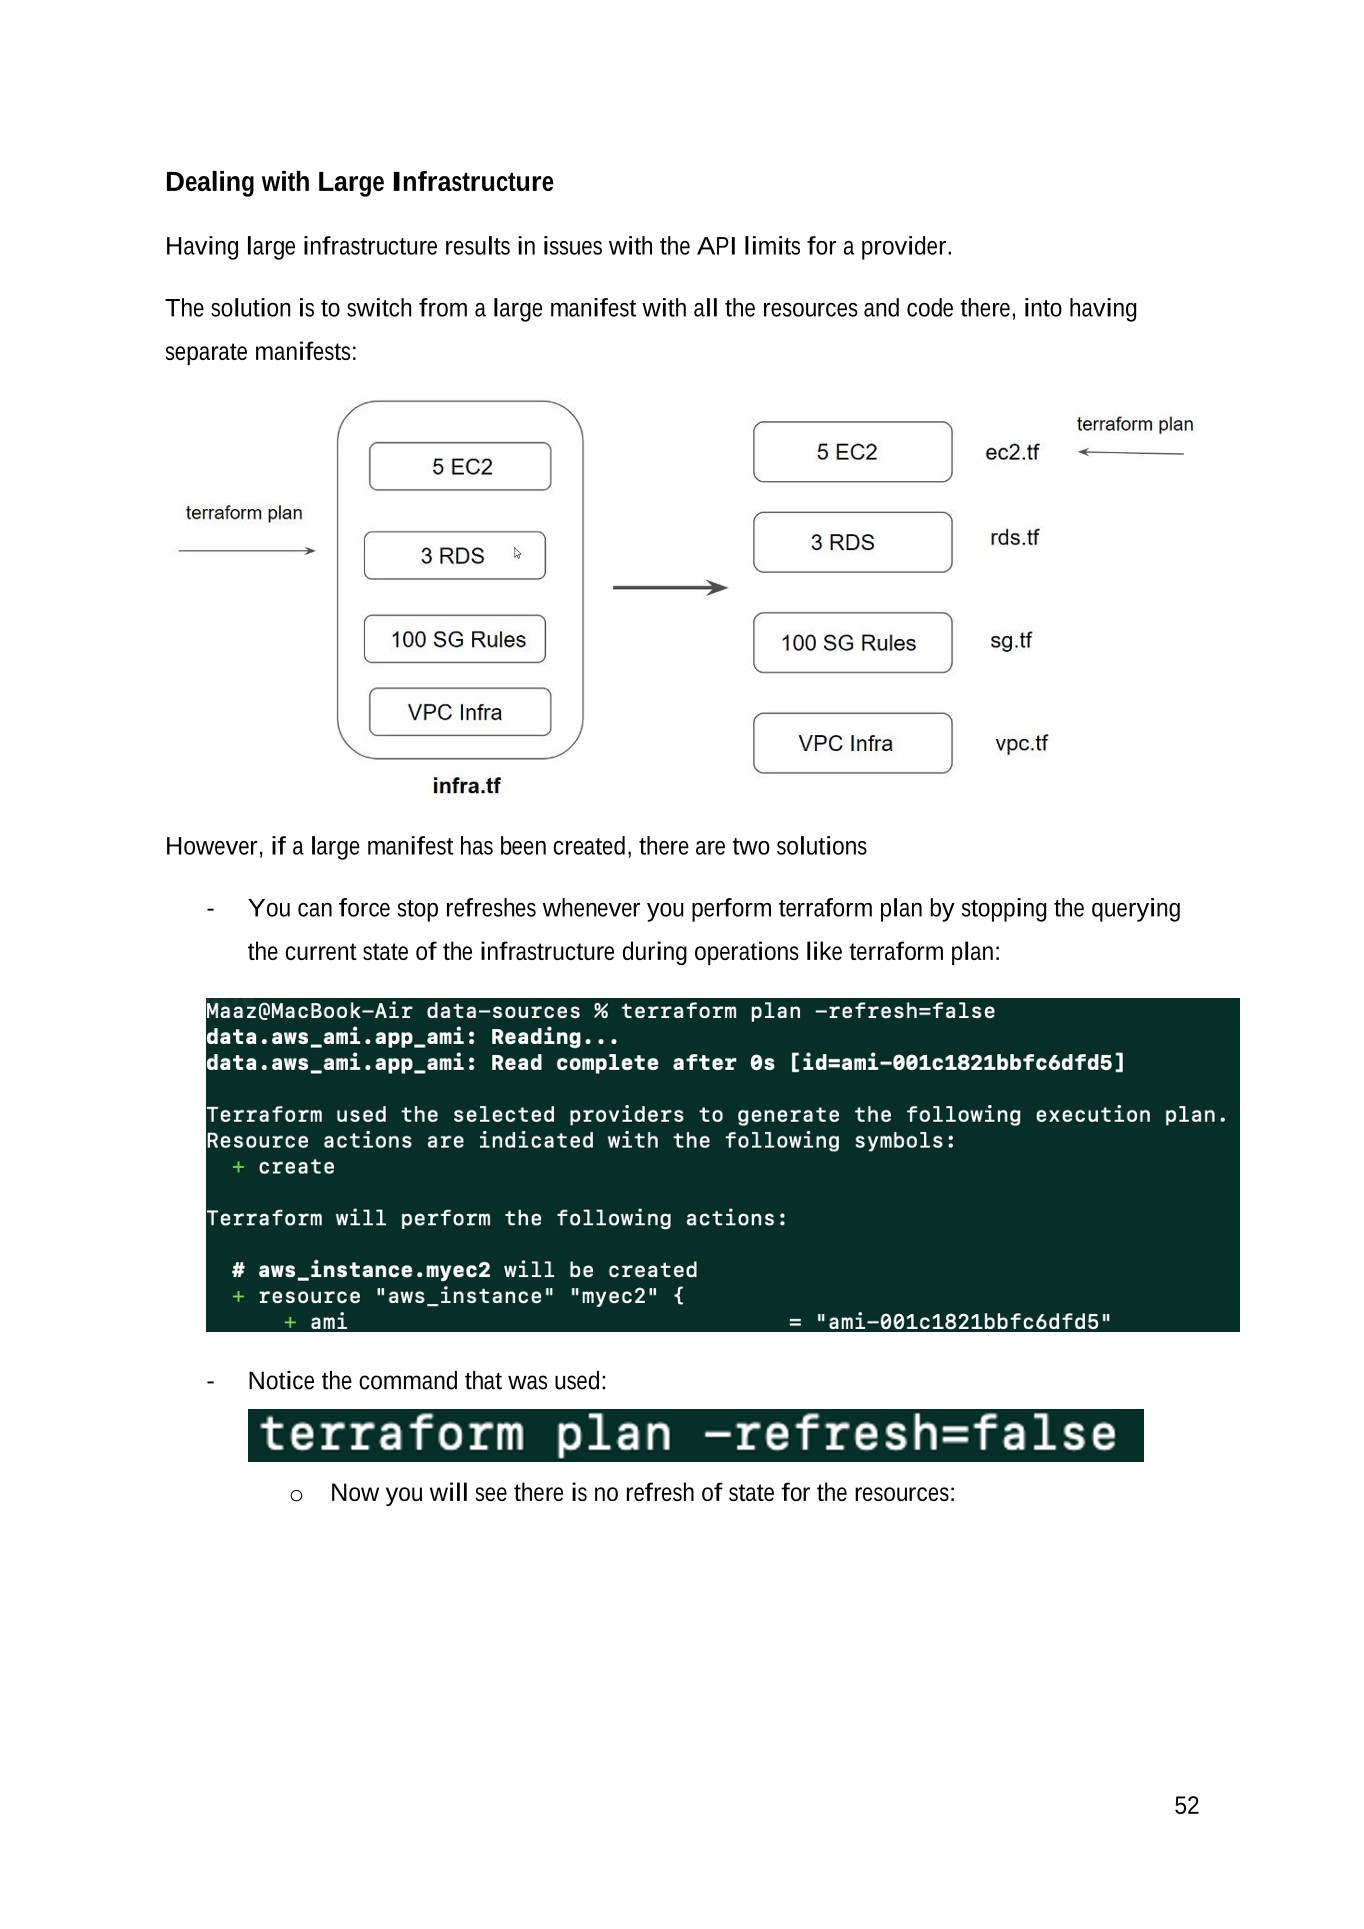 Dealing with Large Infrastructure
Having large infrastructure results in issues with the API limits for a provider.
The solution is to switch from a large manifest with all the resources and code there, into having
separate manifests:
terraform plan
5 EC2
3 RDS
100 SG Rules
VPC Infra
infra.tf
5 EC2
ec2.tf
terraform plan
3 RDS
rds.tf
100 SG Rules
sg.tf
VPC Infra
vpc.tf
However, if a large manifest has been created, there are two solutions
- You can force stop refreshes whenever you perform terraform plan by stopping the querying
the current state of the infrastructure during operations like terraform plan:
Maaz@MacBook-Air data-sources % terraform plan -refresh=false
data.aws_ami.app_ami: Reading...
data.aws_ami.app_ami: Read complete after 0s [id=ami-001c1821bbfc6dfd5]
Terraform used the selected providers to generate the following execution plan.
Resource actions are indicated with the following symbols:
+ create
Terraform will perform the following actions:
# aws_instance.myec2 will be created
+ resource "aws_instance" "myec2" {
+ ami = "ami-001c1821bbfc6dfd5"
- Notice the command that was used:
terraform plan -refresh=false
o Now you will see there is no refresh of state for the resources:
52